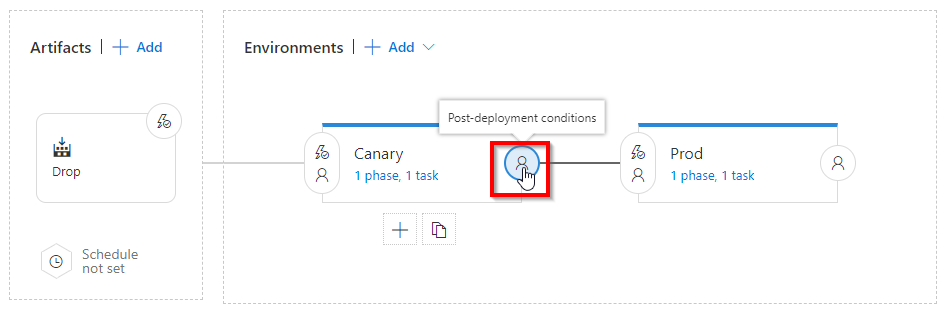 Artifacts | + Add
Environments | + Add
Post-deployment conditions
Drop
Canary
1 phase, 1 task
Prod
1 phase, 1 task
Schedule
not set